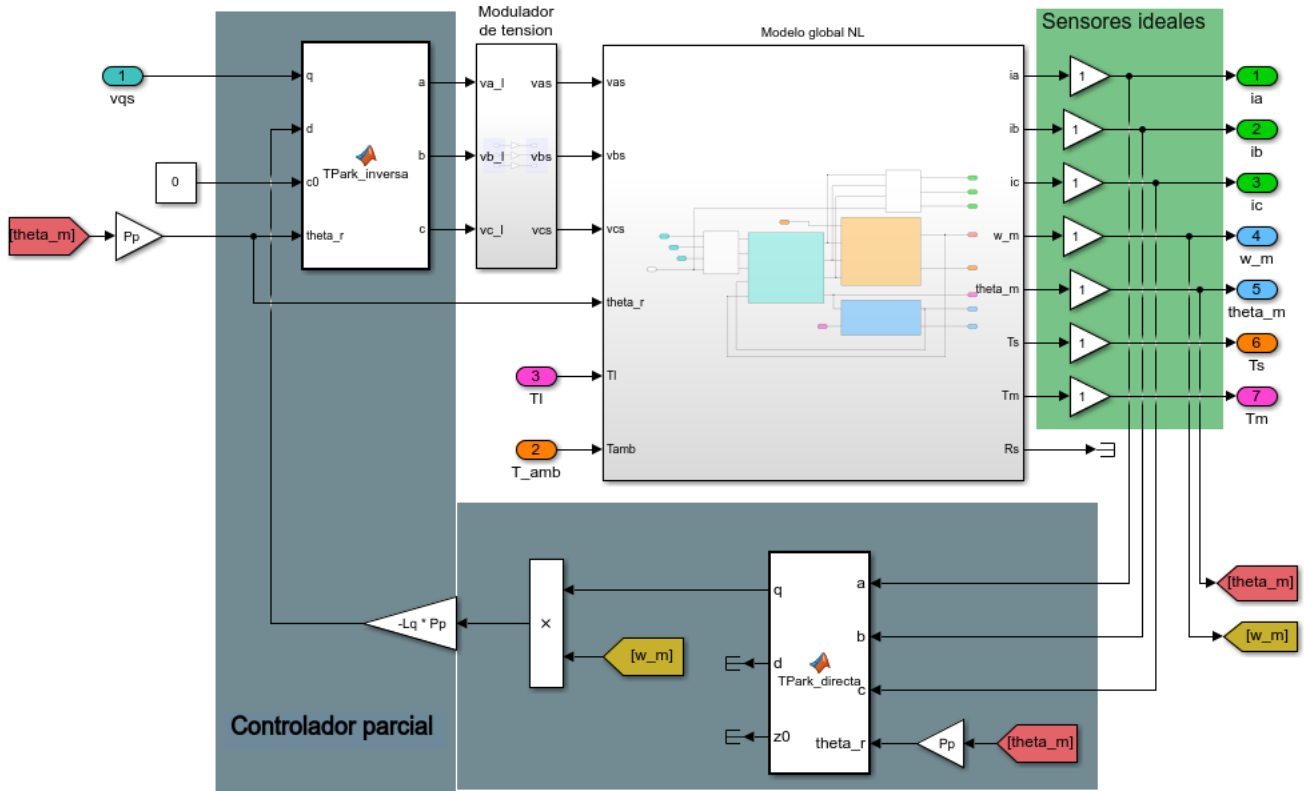 Modulador
de tension
Modelo global NL
Sensores ideales
1
vqs
q
d
c0
theta_r
a
b
c
TPark_inversa
0
[theta_m]
Pp
va_l
vb_l
vc_l
vas
vbs
vcs
vas
vbs
vcs
theta_r
Tl
Tamb
3
Tl
2
T_amb
ia
ib
ic
w_m
theta_m
Ts
Tm
Rs
1
1
1
1
1
1
1
1
ia
2
ib
3
ic
4
w_m
5
theta_m
6
Ts
7
Tm
[theta_m]
[w_m]
a
b
c
theta_r
q
d
z0
TPark_directa
Pp
[theta_m]
×
[w_m]
-Lq * Pp
Controlador parcial